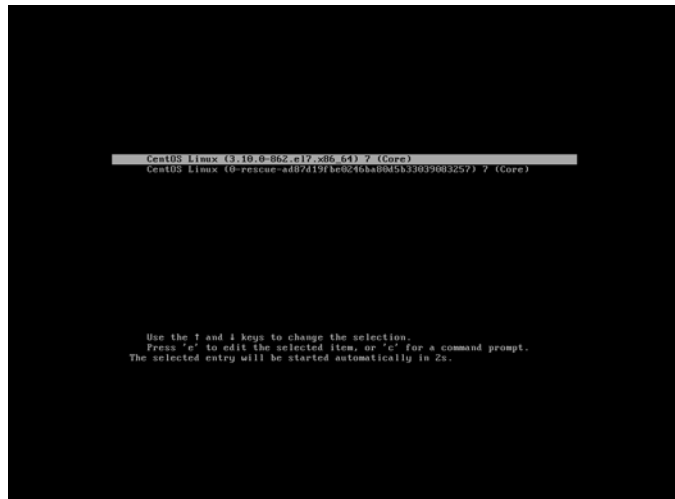 CentOS Linux (3.10.0-862.el7.x86_64) 7 (Core)
CentOS Linux (0-rescue-ad87d19fbe0246ba80d5b33039083257) 7 (Core)
Use the ↑ and ↓ keys to change the selection.
Press 'e' to edit the selected item, or 'c' for a command prompt.
The selected entry will be started automatically in 2s.